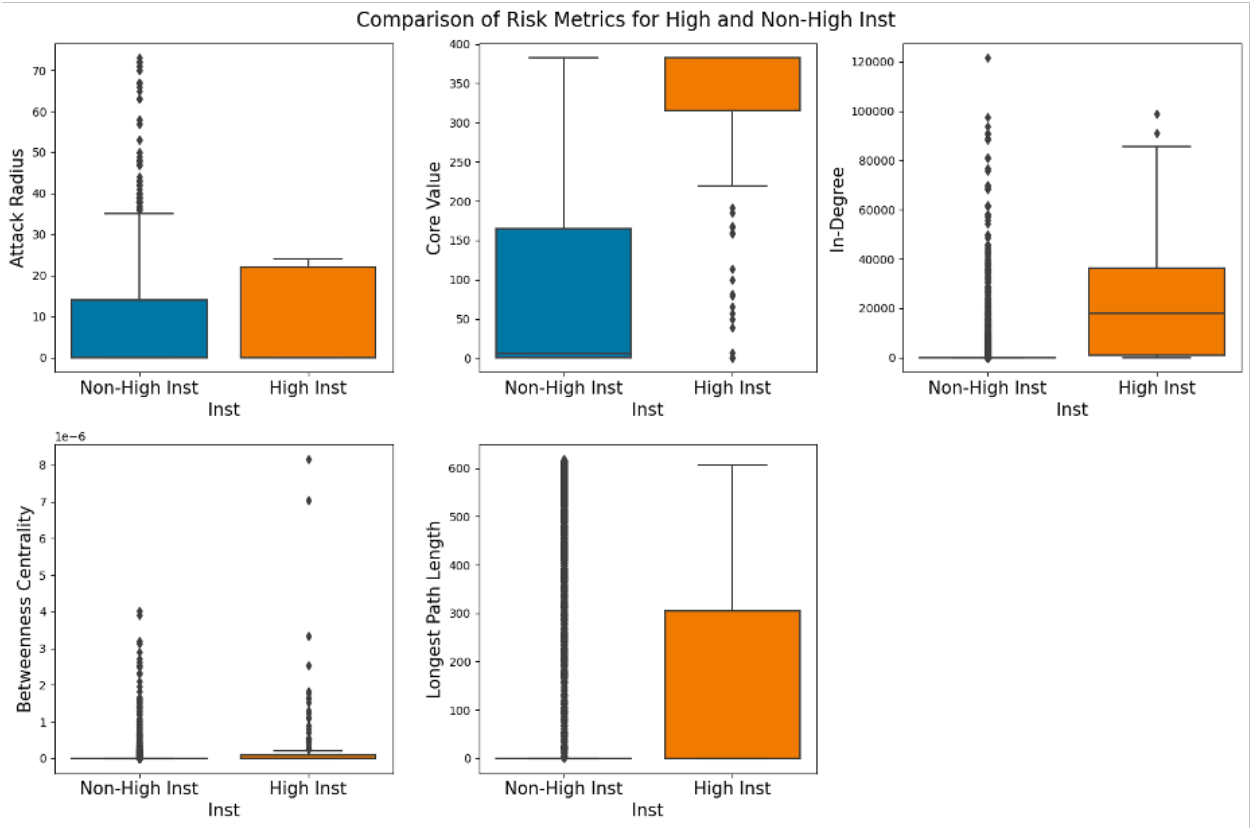 Comparison of Risk Metrics for High and Non-High Inst
Attack Radius
70
60
50
40
30
20
10
0
Non-High Inst High Inst
Inst
Core Value
400
350
300
250
200
150
100
50
0
Non-High Inst High Inst
Inst
In-Degree
120000
100000
80000
60000
40000
20000
0
Non-High Inst High Inst
Inst
1e−6
Betweenness Centrality
8
7
6
5
4
3
2
1
0
Non-High Inst High Inst
Inst
Longest Path Length
600
500
400
300
200
100
0
Non-High Inst High Inst
Inst